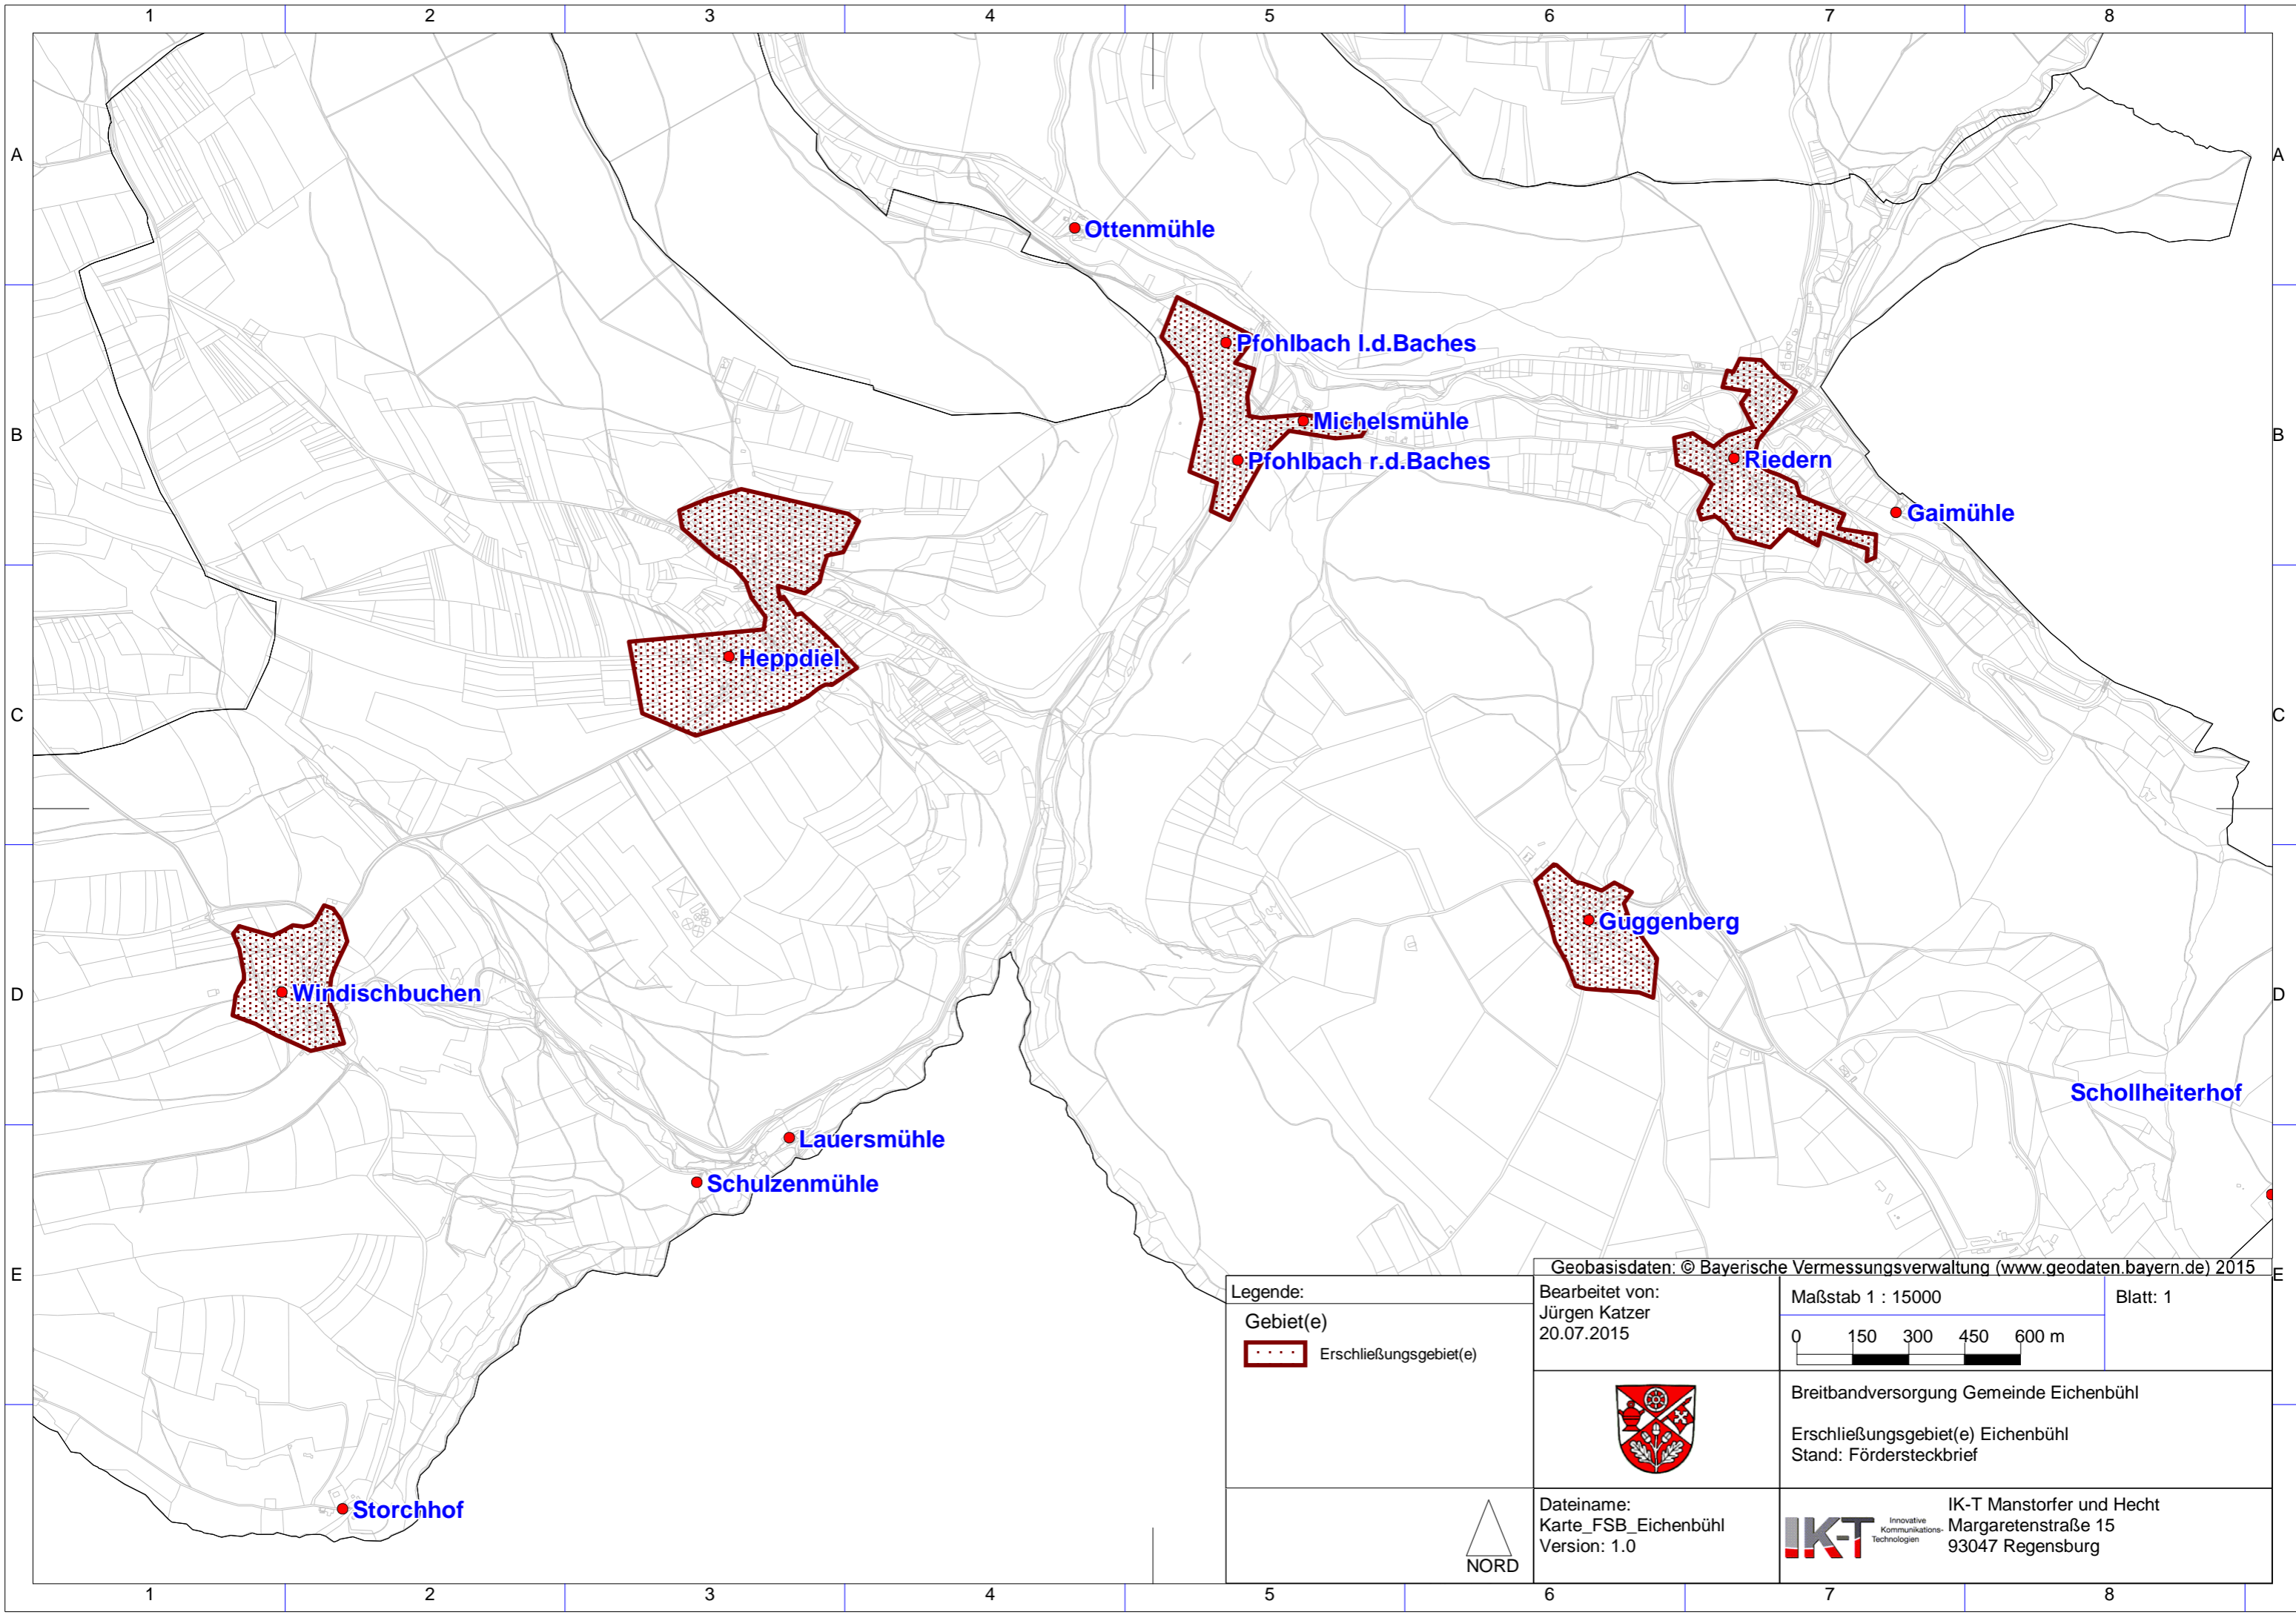 1 2 3 4 5 6 7 8
A A
Ottenmühle
Pfohlbach l.d.Baches
Michelsmühle
B B
Pfohlbach r.d.Baches
Riedern
Gaimühle
Heppdiel
C C
Guggenberg
Windischbuchen
D D
Schollheiterhof
Lauersmühle
Schulzenmühle
E E
Storchhof
Geobasisdaten: © Bayerische Vermessungsverwaltung (www.geodaten.bayern.de) 2015
Legende:
Gebiet(e)
Erschließungsgebiet(e)
NORD
Bearbeitet von:
Jürgen Katzer
20.07.2015
Maßstab 1 : 15000
Blatt: 1
0 150 300 450 600 m
Breitbandversorgung Gemeinde Eichenbühl
Erschließungsgebiet(e) Eichenbühl
Stand: Fördersteckbrief
Dateiname:
Karte_FSB_Eichenbühl
Version: 1.0
IK-T
Innovative
Kommunikations-
Technologien
IK-T Manstorfer und Hecht
Margaretenstraße 15
93047 Regensburg
1 2 3 4 5 6 7 8